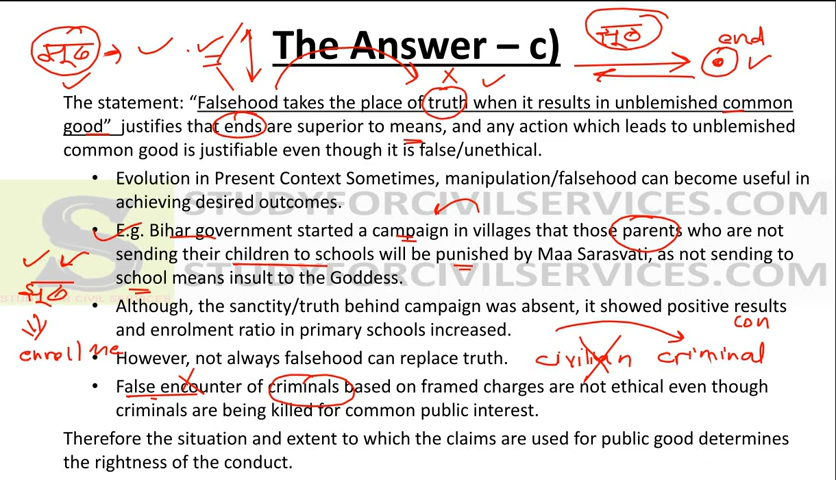 झूठ
The Answer – c)
झूठ
end
The statement: “Falsehood takes the place of truth when it results in unblemished common
good” justifies that ends are superior to means, and any action which leads to unblemished
common good is justifiable even though it is false/unethical.
• Evolution in Present Context Sometimes, manipulation/falsehood can become useful in
achieving desired outcomes.
STUDYFORCIVILSERVICES.COM
• E.g. Bihar government started a campaign in villages that those parents who are not
sending their children to schools will be punished by Maa Sarasvati, as not sending to
school means insult to the Goddess.
झूठ
STUDYFORCIVILSERVICES.COM
• Although, the sanctity/truth behind campaign was absent, it showed positive results
and enrolment ratio in primary schools increased.
con
enrollme
• However, not always falsehood can replace truth.
civilian criminal
• False encounter of criminals based on framed charges are not ethical even though
criminals are being killed for common public interest.
Therefore the situation and extent to which the claims are used for public good determines
the rightness of the conduct.